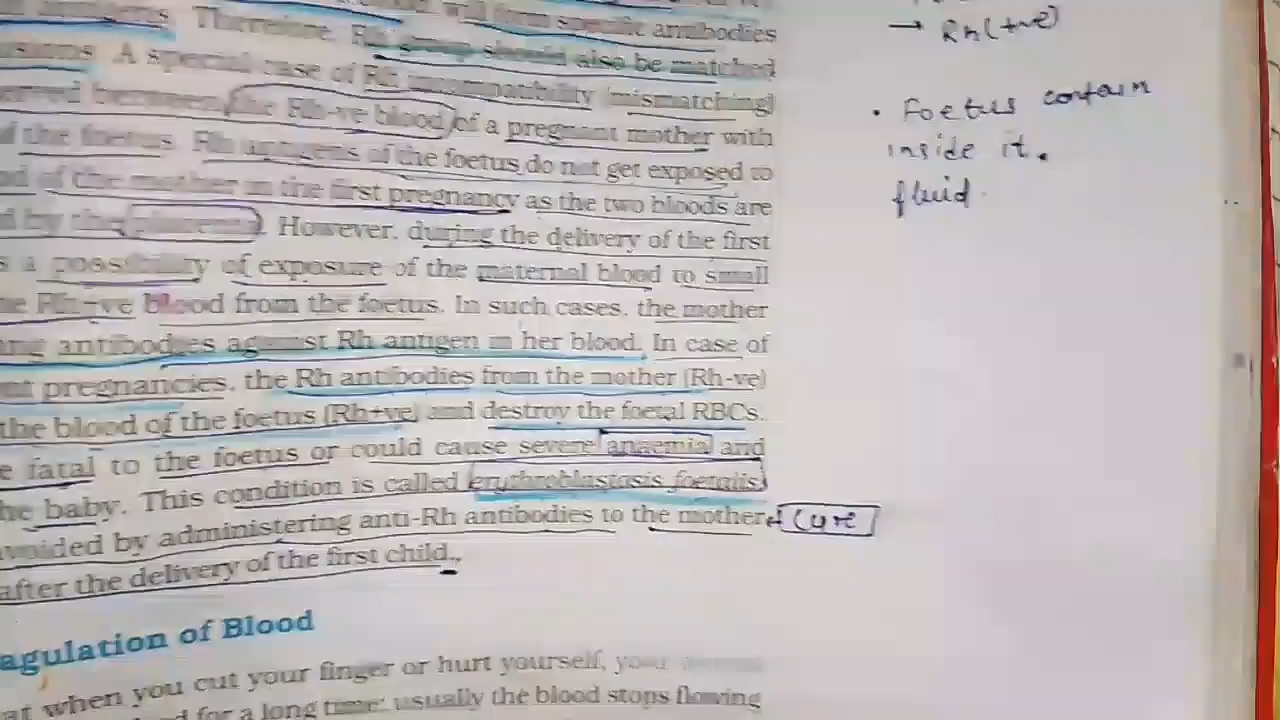 will form specific antibodies
Therefore, Rh group should also be matched
A special case of Rh incompatibility (mismatching)
between the Rh-ve blood of a pregnant mother with
the foetus. Rh antigens of the foetus do not get exposed to
of the mother in the first pregnancy as the two bloods are
by the placenta). However, during the delivery of the first
a possibility of exposure of the maternal blood to small
blood from the foetus. In such cases, the mother
antibodies against Rh antigen in her blood. In case of
pregnancies, the Rh antibodies from the mother (Rh-ve)
the blood of the foetus (Rh+ve) and destroy the foetal RBCs.
fatal to the foetus or could cause severe anaemia and
baby. This condition is called erythroblastosis foetalis.
by administering anti-Rh antibodies to the mother
after the delivery of the first child.
agulation of Blood
when you cut your finger or hurt yourself, your
for a long time; usually the blood stops flowing
→ Rh(+ve)
• Foetus contain
inside it.
fluid.
Cure